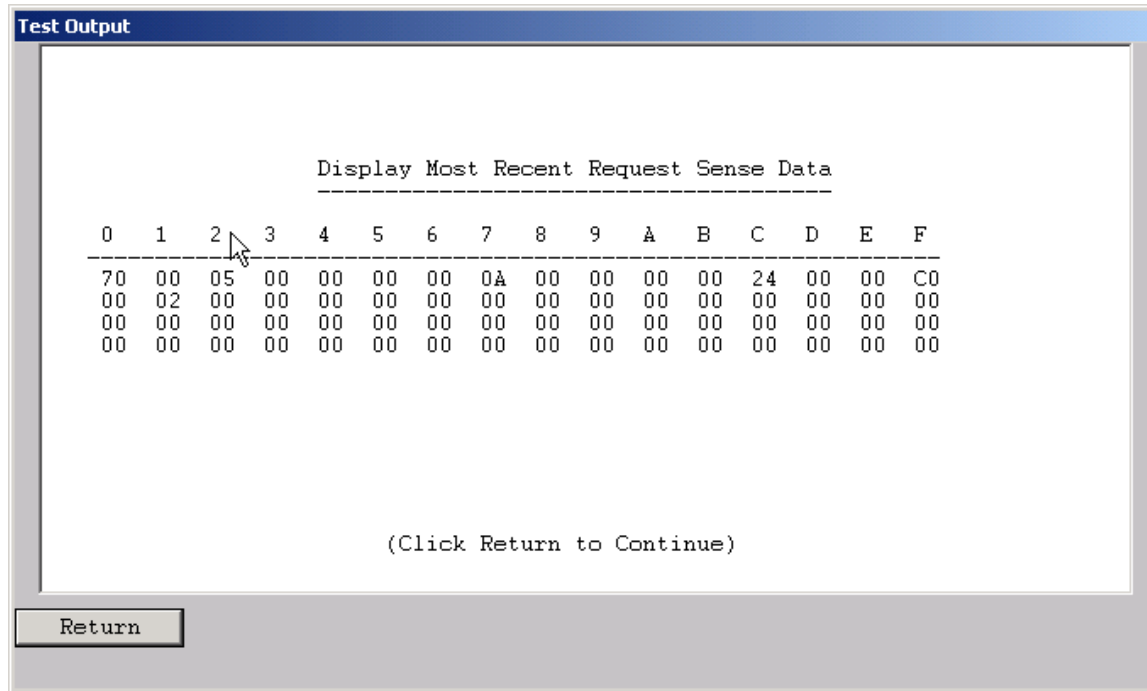 Test Output
Display Most Recent Request Sense Data
0 1 2 3 4 5 6 7 8 9 A B C D E F
70 00 05 00 00 00 00 0A 00 00 00 00 24 00 00 C0
00 02 00 00 00 00 00 00 00 00 00 00 00 00 00 00
00 00 00 00 00 00 00 00 00 00 00 00 00 00 00 00
00 00 00 00 00 00 00 00 00 00 00 00 00 00 00 00
(Click Return to Continue)
Return